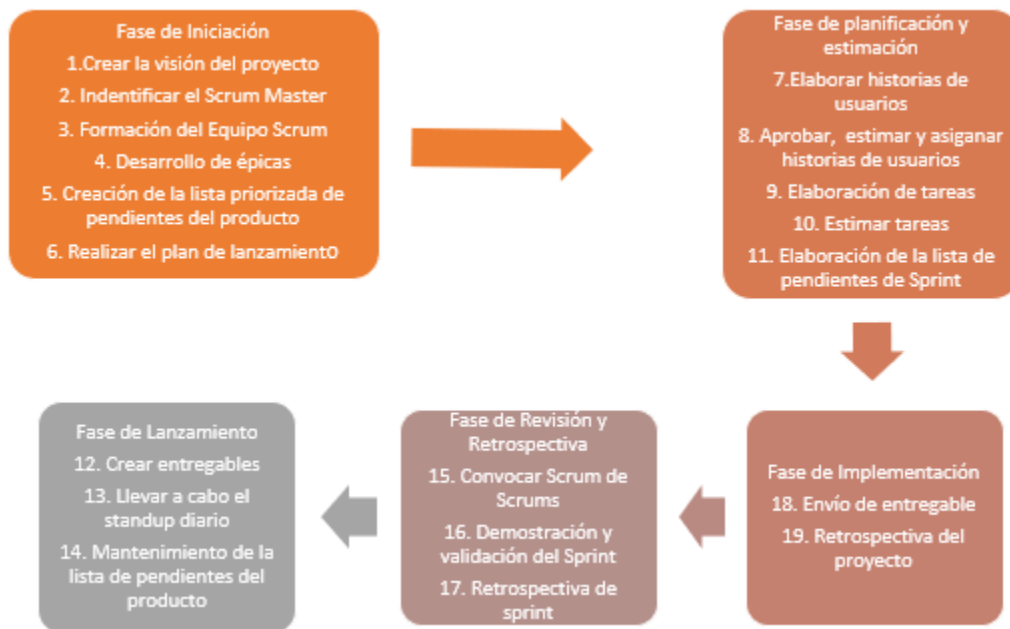 Fase de Iniciación
1.Crear la visión del proyecto
2. Indentificar el Scrum Master
3. Formación del Equipo Scrum
4. Desarrollo de épicas
5. Creación de la lista priorizada de
pendientes del producto
6. Realizar el plan de lanzamiento
Fase de planificación y
estimación
7.Elaborar historias de
usuarios
8. Aprobar, estimar y asiganar
historias de usuarios
9. Elaboración de tareas
10. Estimar tareas
11. Elaboración de la lista de
pendientes de Sprint
Fase de Implementación
18. Envío de entregable
19. Retrospectiva del
proyecto
Fase de Revisión y
Retrospectiva
15. Convocar Scrum de
Scrums
16. Demostración y
validación del Sprint
17. Retrospectiva de
sprint
Fase de Lanzamiento
12. Crear entregables
13. Llevar a cabo el
standup diario
14. Mantenimiento de la
lista de pendientes del
producto